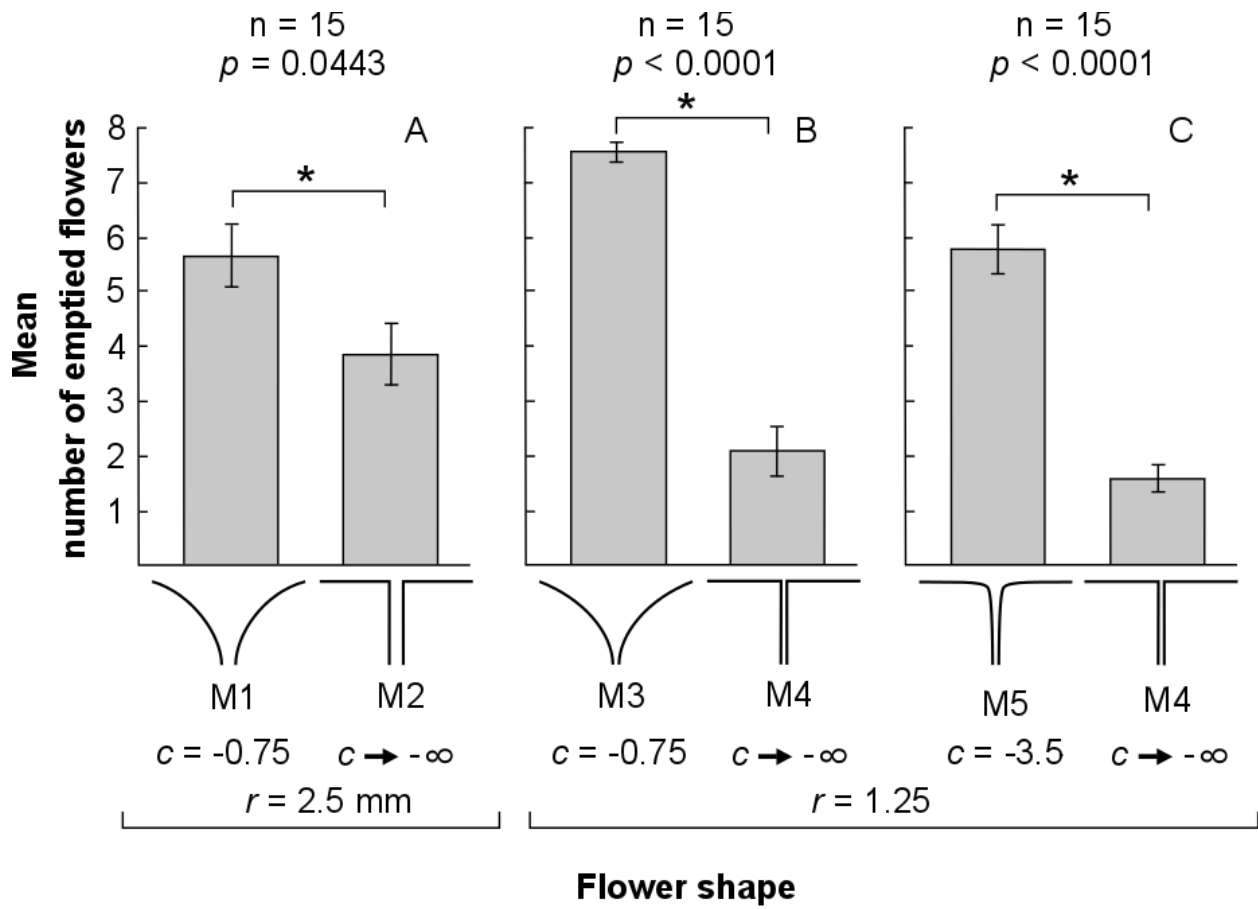 n = 15
p = 0.0443
n = 15
p < 0.0001
n = 15
p < 0.0001
Mean
number of emptied flowers
8
7
6
5
4
3
2
1
A
*
B
*
C
*
M1
M2
M3
M4
M5
M4
c = -0.75
c → -∞
c = -0.75
c → -∞
c = -3.5
c → -∞
r = 2.5 mm
r = 1.25
Flower shape